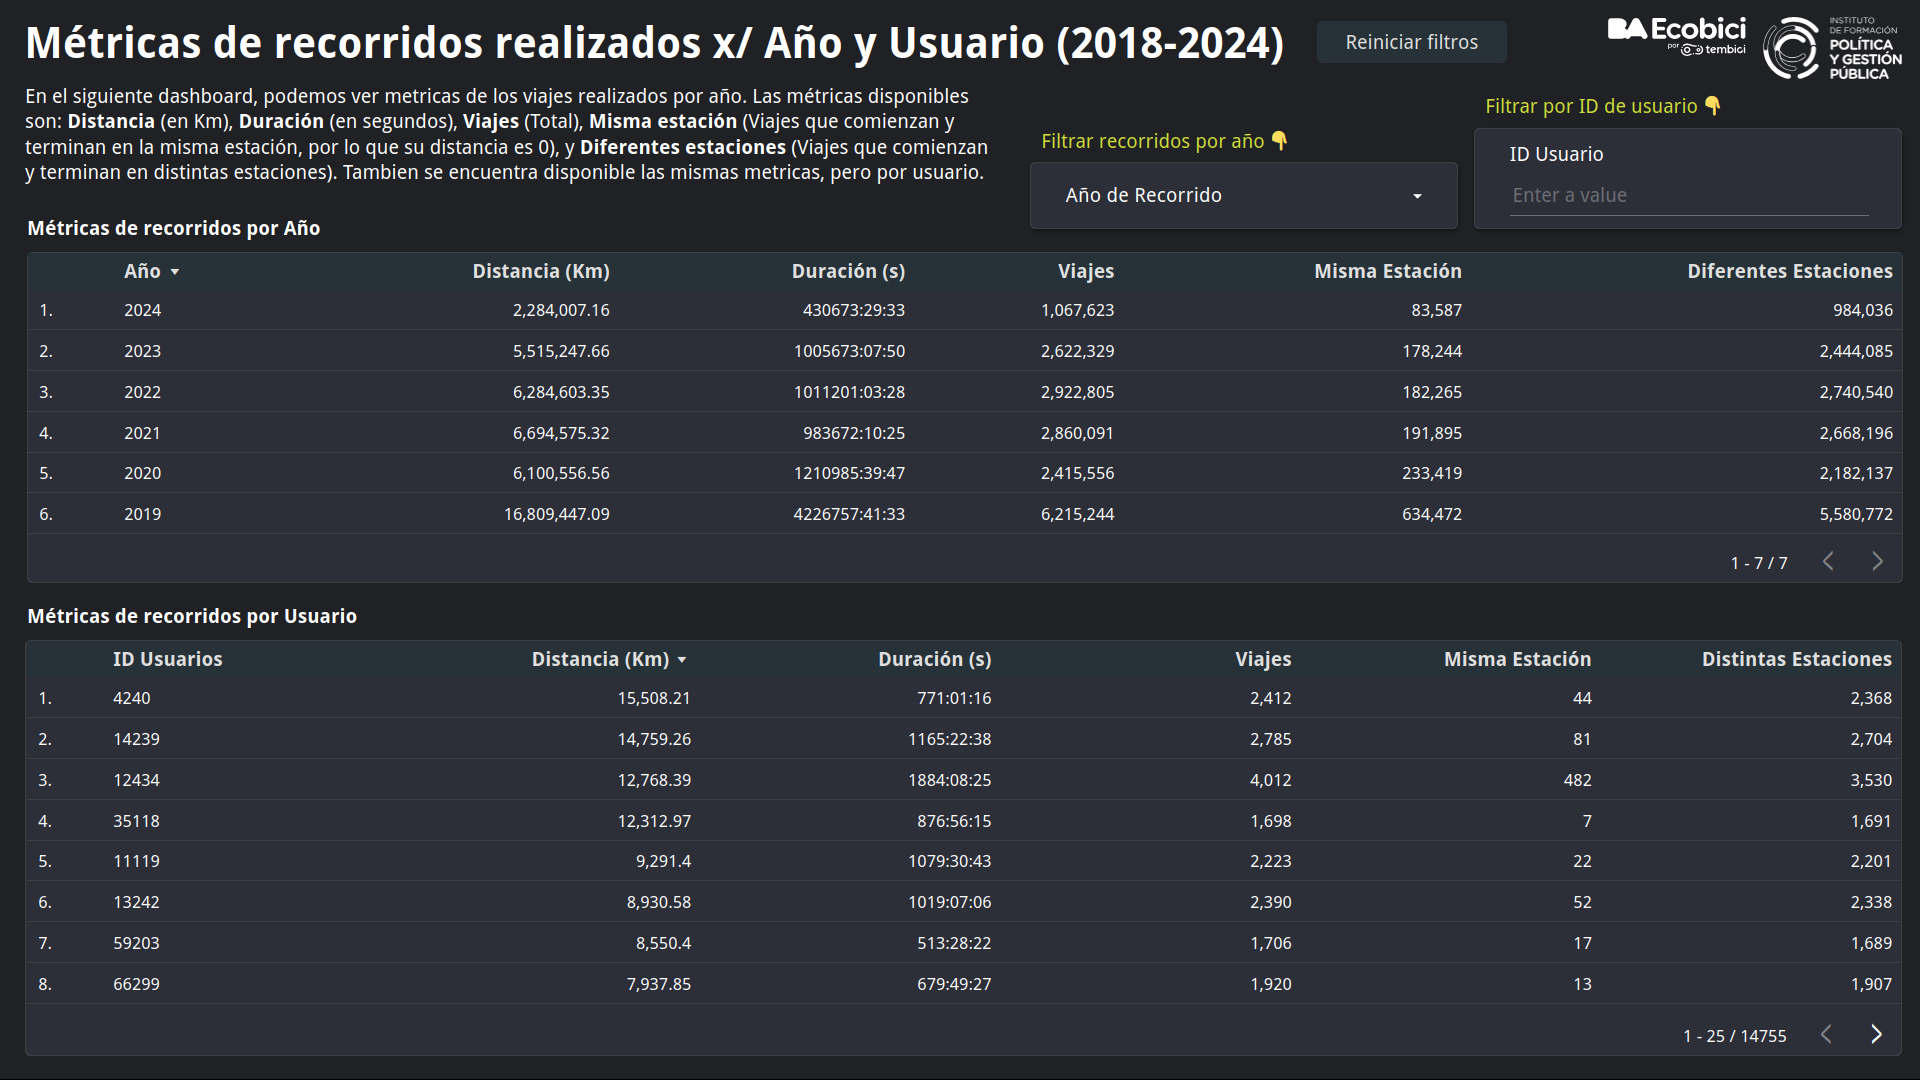 Métricas de recorridos realizados x/ Año y Usuario (2018-2024)
Reiniciar filtros
BA Ecobici
por tembici
INSTITUTO
DE FORMACIÓN
POLÍTICA
Y GESTIÓN
PÚBLICA
En el siguiente dashboard, podemos ver metricas de los viajes realizados por año. Las métricas disponibles
son: Distancia (en Km), Duración (en segundos), Viajes (Total), Misma estación (Viajes que comienzan y
terminan en la misma estación, por lo que su distancia es 0), y Diferentes estaciones (Viajes que comienzan
y terminan en distintas estaciones). Tambien se encuentra disponible las mismas metricas, pero por usuario.
Filtrar recorridos por año 👇
Año de Recorrido
Filtrar por ID de usuario 👇
ID Usuario
Enter a value
Métricas de recorridos por Año
Año Distancia (Km) Duración (s) Viajes Misma Estación Diferentes Estaciones
1. 2024 2,284,007.16 430673:29:33 1,067,623 83,587 984,036
2. 2023 5,515,247.66 1005673:07:50 2,622,329 178,244 2,444,085
3. 2022 6,284,603.35 1011201:03:28 2,922,805 182,265 2,740,540
4. 2021 6,694,575.32 983672:10:25 2,860,091 191,895 2,668,196
5. 2020 6,100,556.56 1210985:39:47 2,415,556 233,419 2,182,137
6. 2019 16,809,447.09 4226757:41:33 6,215,244 634,472 5,580,772
1 - 7 / 7
Métricas de recorridos por Usuario
ID Usuarios Distancia (Km) Duración (s) Viajes Misma Estación Distintas Estaciones
1. 4240 15,508.21 771:01:16 2,412 44 2,368
2. 14239 14,759.26 1165:22:38 2,785 81 2,704
3. 12434 12,768.39 1884:08:25 4,012 482 3,530
4. 35118 12,312.97 876:56:15 1,698 7 1,691
5. 11119 9,291.4 1079:30:43 2,223 22 2,201
6. 13242 8,930.58 1019:07:06 2,390 52 2,338
7. 59203 8,550.4 513:28:22 1,706 17 1,689
8. 66299 7,937.85 679:49:27 1,920 13 1,907
1 - 25 / 14755